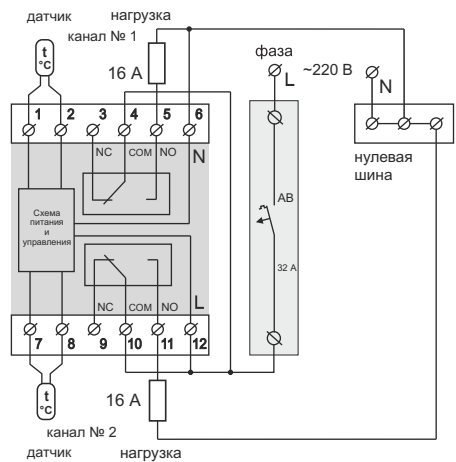 датчик
нагрузка
канал № 1
t
°C
16 А
фаза
L
~220 В
N
1 2 3 4 5 6
NC COM NO N
нулевая
шина
Схема
питания
и
управления
АВ
32 А
L
NC COM NO
7 8 9 10 11 12
t
°C
16 А
канал № 2
датчик
нагрузка